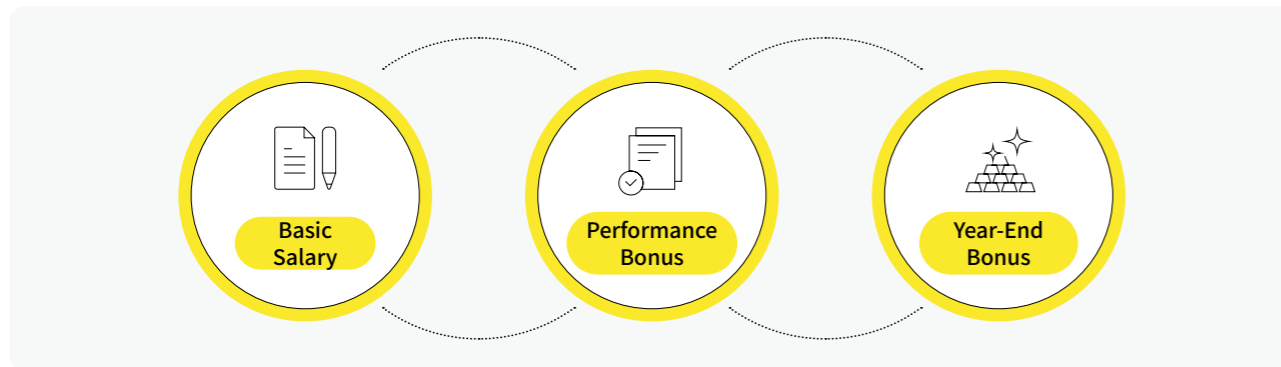 Basic
Salary
Performance
Bonus
Year-End
Bonus